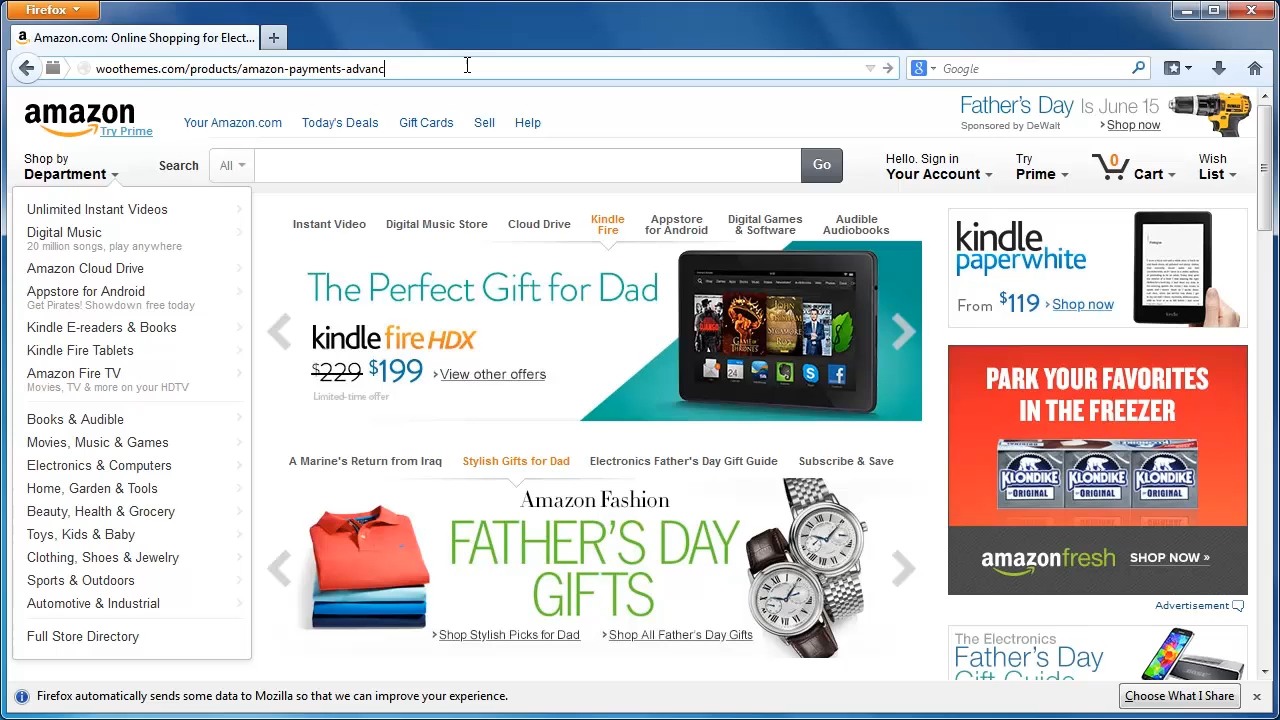 Firefox
Amazon.com: Online Shopping for Elect...
woothemes.com/products/amazon-payments-advanc
Google
amazon
Try Prime
Your Amazon.com
Today's Deals
Gift Cards
Sell
Help
Father's Day Is June 15
Sponsored by DeWalt
Shop now
Shop by
Department
Search
All
Go
Hello. Sign in
Your Account
Try
Prime
0
Cart
Wish
List
Unlimited Instant Videos
Digital Music
20 million songs, play anywhere
Amazon Cloud Drive
Appstore for Android
Get Pirates! Showdown free today
Kindle E-readers & Books
Kindle Fire Tablets
Amazon Fire TV
Movies, TV & more on your HDTV
Books & Audible
Movies, Music & Games
Electronics & Computers
Home, Garden & Tools
Beauty, Health & Grocery
Toys, Kids & Baby
Clothing, Shoes & Jewelry
Sports & Outdoors
Automotive & Industrial
Full Store Directory
Instant Video
Digital Music Store
Cloud Drive
Kindle
Fire
Appstore
for Android
Digital Games
& Software
Audible
Audiobooks
The Perfect Gift for Dad
kindle fire HDX
$229 $199
View other offers
Limited-time offer
A Marine's Return from Iraq
Stylish Gifts for Dad
Electronics Father's Day Gift Guide
Subscribe & Save
Amazon Fashion
FATHER'S DAY
GIFTS
Shop Stylish Picks for Dad
Shop All Father's Day Gifts
kindle
paperwhite
From $119
Shop now
PARK YOUR FAVORITES
IN THE FREEZER
KLONDIKE
ORIGINAL
KLONDIKE
ORIGINAL
KLONDIKE
ORIGINAL
amazonfresh
SHOP NOW »
Advertisement
The Electronics
Father's Day
Gift Guide
Firefox automatically sends some data to Mozilla so that we can improve your experience.
Choose What I Share